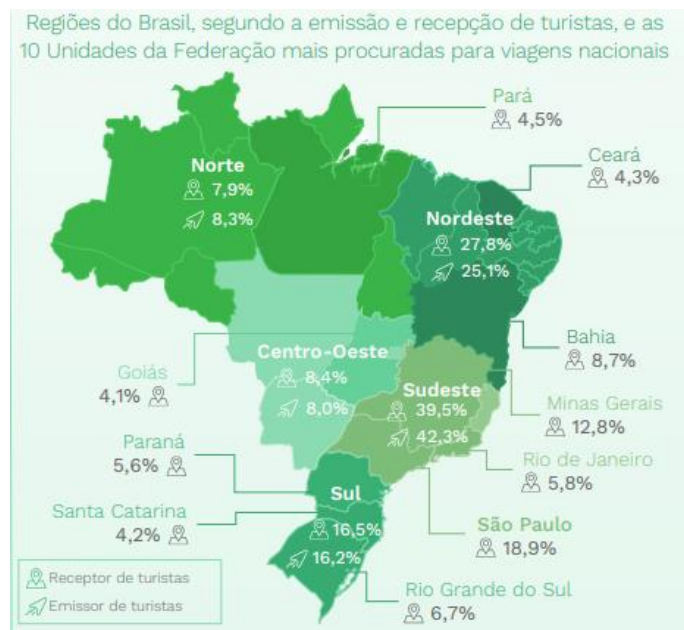 Regiões do Brasil, segundo a emissão e recepção de turistas, e as
10 Unidades da Federação mais procuradas para viagens nacionais
Pará
4,5%
Ceará
4,3%
Norte
7,9%
8,3%
Nordeste
27,8%
25,1%
Bahia
8,7%
Centro-Oeste
8,4%
8,0%
Goiás
4,1%
Sudeste
39,5%
42,3%
Minas Gerais
12,8%
Rio de Janeiro
5,8%
São Paulo
18,9%
Paraná
5,6%
Sul
16,5%
16,2%
Santa Catarina
4,2%
Rio Grande do Sul
6,7%
Receptor de turistas
Emissor de turistas